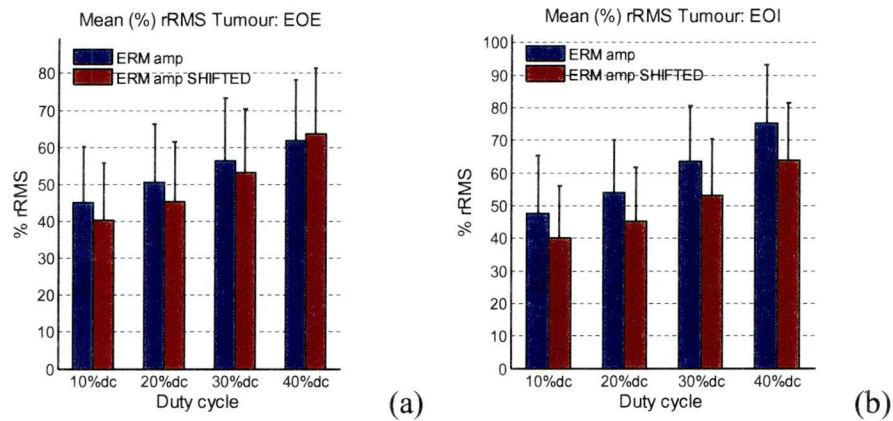 Mean (%) rRMS Tumour: EOE
ERM amp
ERM amp SHIFTED
% rRMS
80
70
60
50
40
30
20
10
0
10%dc 20%dc 30%dc 40%dc
Duty cycle
(a)
Mean (%) rRMS Tumour: EOI
ERM amp
ERM amp SHIFTED
% rRMS
100
90
80
70
60
50
40
30
20
10
0
10%dc 20%dc 30%dc 40%dc
Duty cycle
(b)